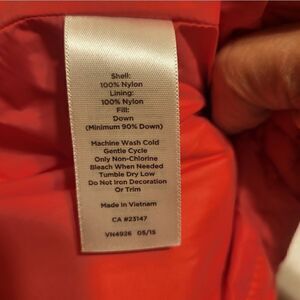 Shell:
100% Nylon
Lining:
100% Nylon
Fill:
Down
(Minimum 90% Down)
Machine Wash Cold
Gentle Cycle
Only Non-Chlorine
Bleach When Needed
Tumble Dry Low
Do Not Iron Decoration
Or Trim
Made in Vietnam
CA #23147
VN4926 05/15